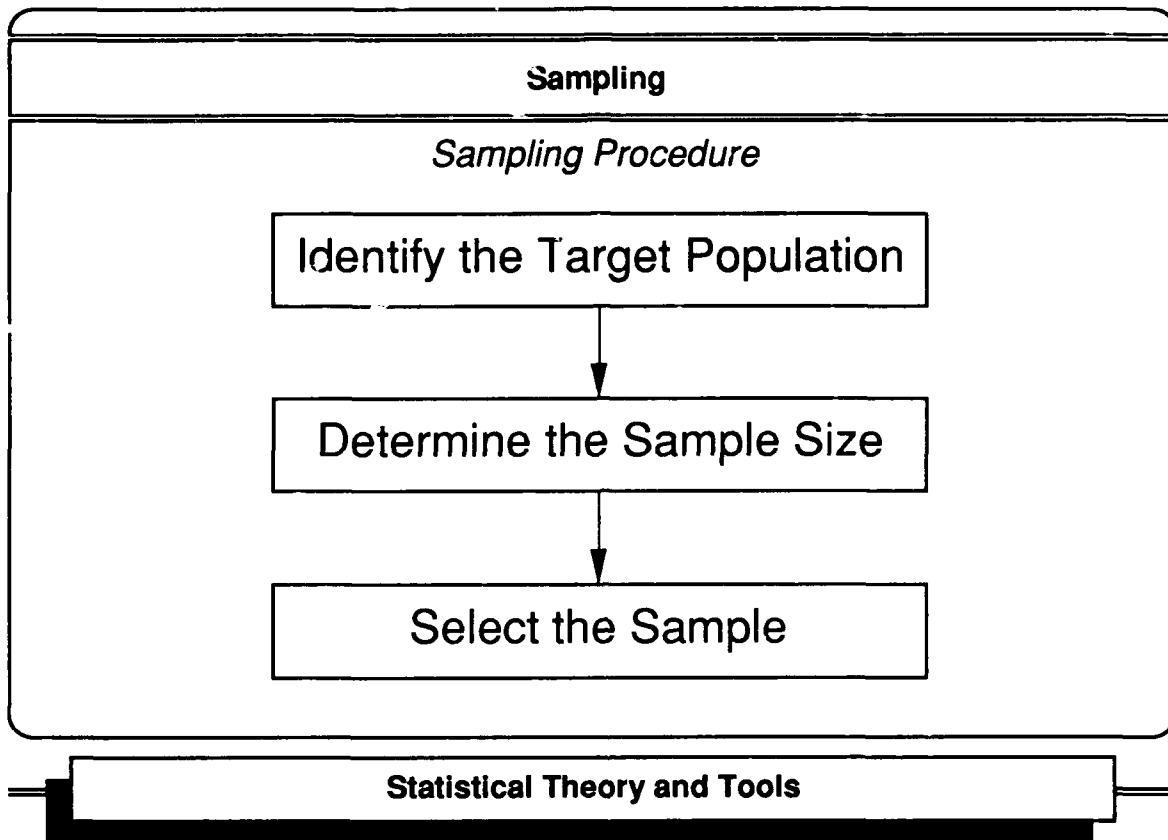 Sampling
Sampling Procedure
Identify the Target Population
Determine the Sample Size
Select the Sample
Statistical Theory and Tools